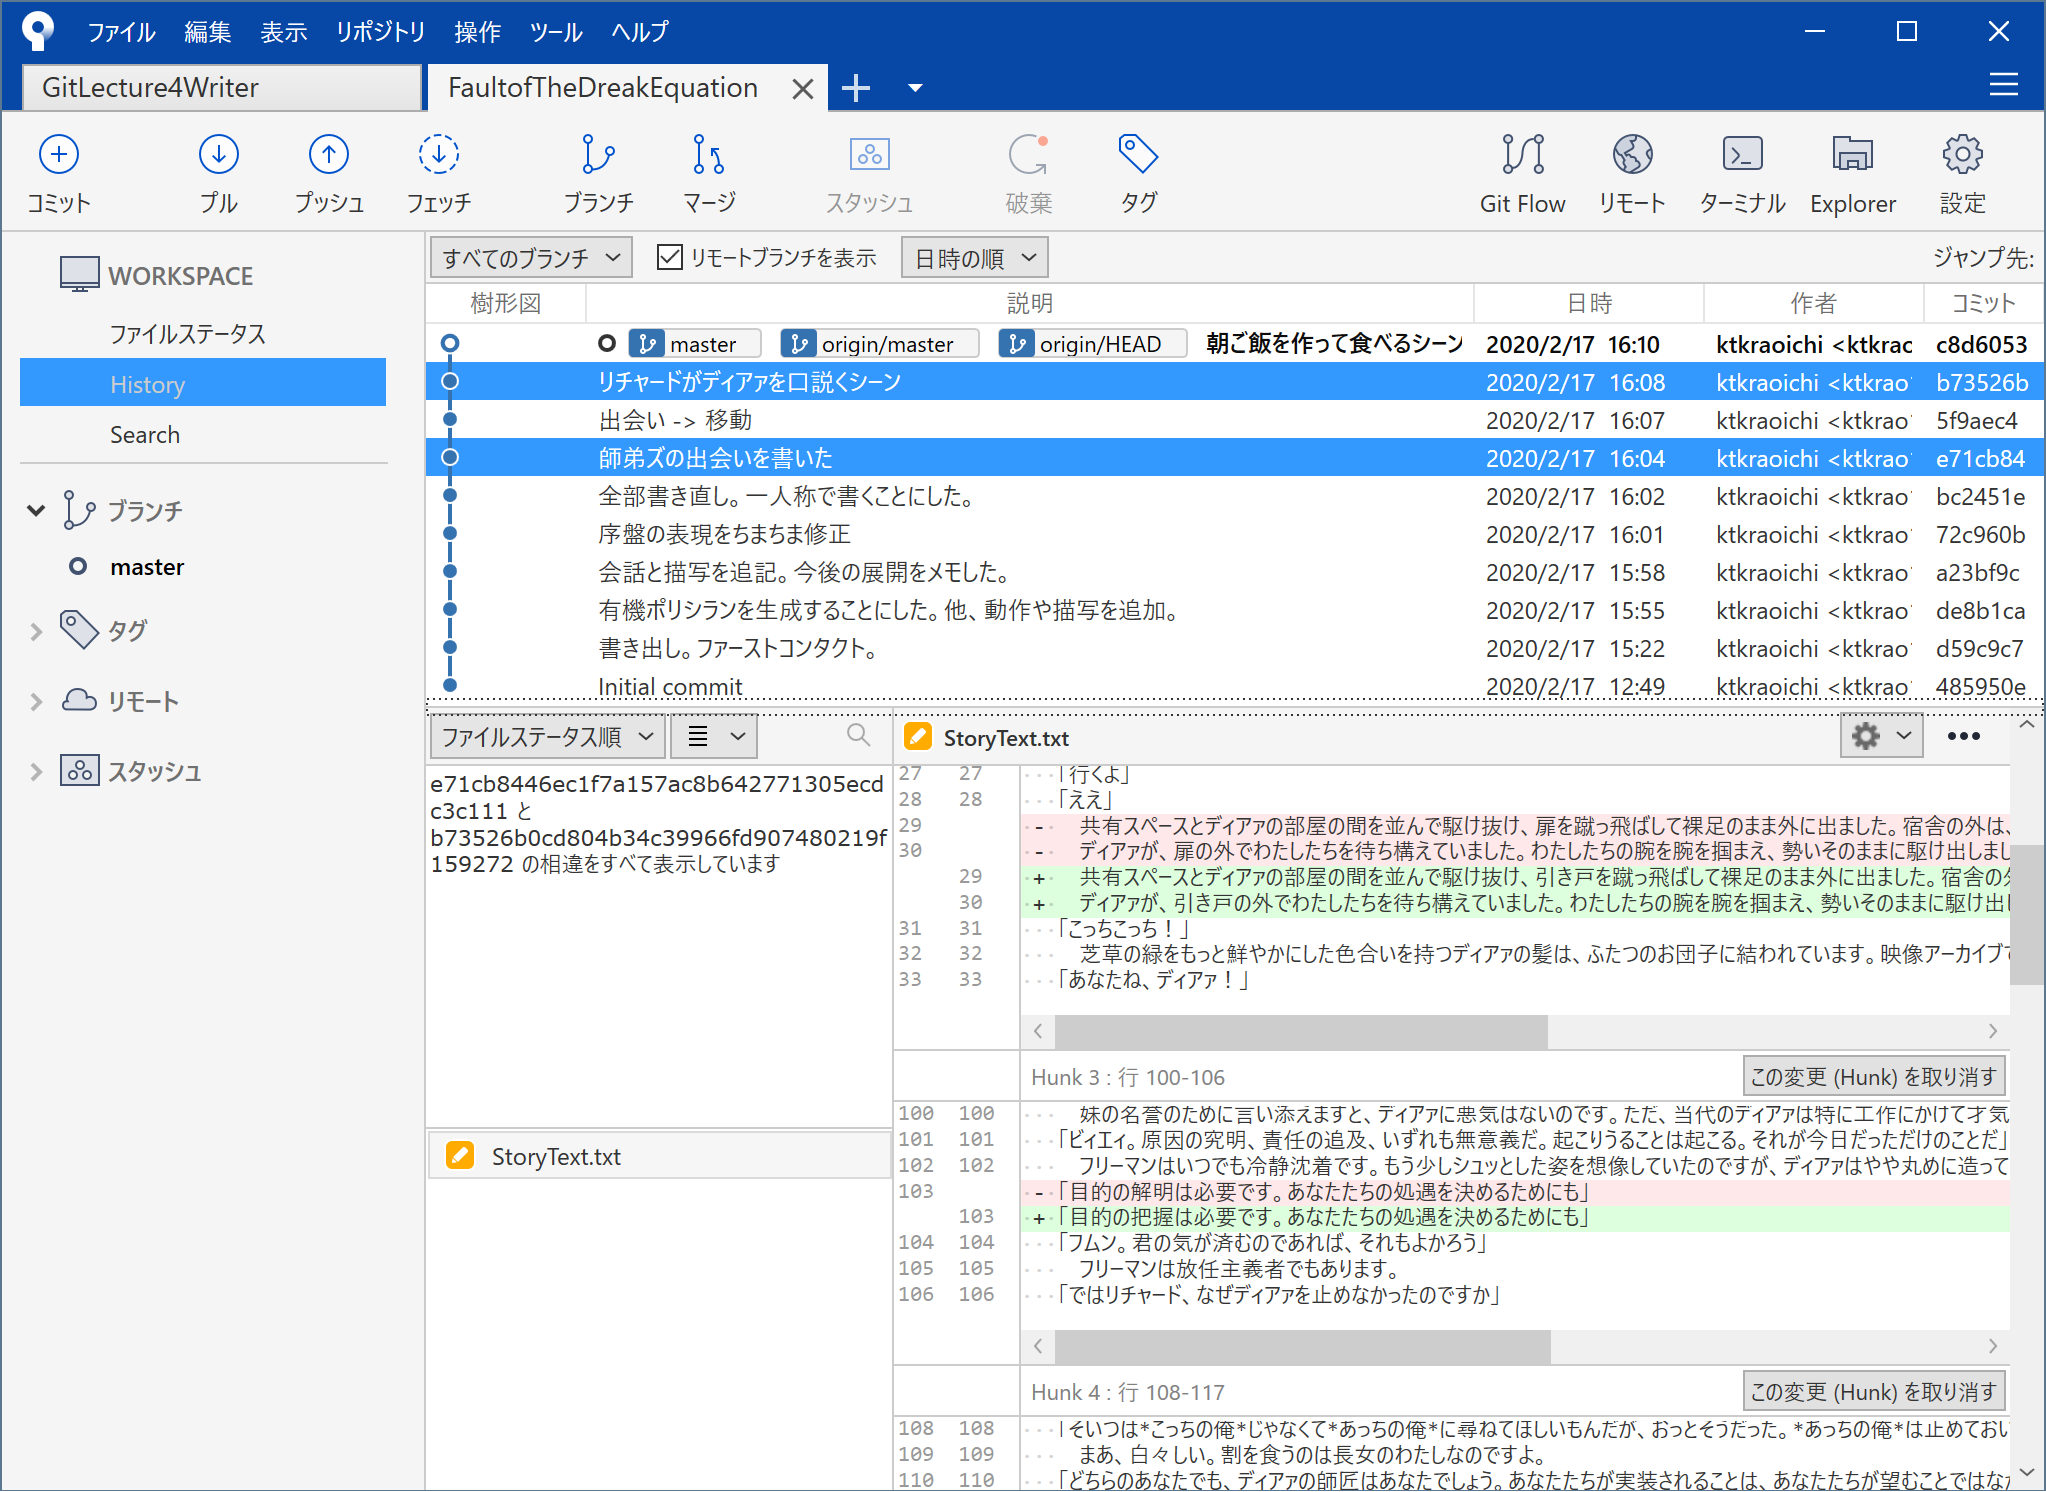 ファイル 編集 表示 リポジトリ 操作 ツール ヘルプ
GitLecture4Writer FaultofTheDreakEquation
コミット プル プッシュ フェッチ ブランチ マージ スタッシュ 破棄 タグ Git Flow リモート ターミナル Explorer 設定
WORKSPACE
ファイルステータス
History
Search
ブランチ
master
タグ
リモート
スタッシュ
すべてのブランチ リモートブランチを表示 日時の順 ジャンプ先:
樹形図 説明 日時 作者 コミット
master origin/master origin/HEAD 朝ご飯を作って食べるシーン 2020/2/17 16:10 ktkraoichi <ktkrac c8d6053
リチャードがディアァを口説くシーン 2020/2/17 16:08 ktkraoichi <ktkrao b73526b
出会い -> 移動 2020/2/17 16:07 ktkraoichi <ktkrao 5f9aec4
師弟ズの出会いを書いた 2020/2/17 16:04 ktkraoichi <ktkrao e71cb84
全部書き直し。一人称で書くことにした。 2020/2/17 16:02 ktkraoichi <ktkrao bc2451e
序盤の表現をちまちま修正 2020/2/17 16:01 ktkraoichi <ktkrao 72c960b
会話と描写を追記。今後の展開をメモした。 2020/2/17 15:58 ktkraoichi <ktkrao a23bf9c
有機ポリシランを生成することにした。他、動作や描写を追加。 2020/2/17 15:55 ktkraoichi <ktkrao de8b1ca
書き出し。ファーストコンタクト。 2020/2/17 15:22 ktkraoichi <ktkrao d59c9c7
Initial commit 2020/2/17 12:49 ktkraoichi <ktkrao 485950e
ファイルステータス順
e71cb8446ec1f7a157ac8b642771305ecd
c3c111 と
b73526b0cd804b34c39966fd907480219f
159272 の相違をすべて表示しています
StoryText.txt
StoryText.txt
27 27 「行くよ」
28 28 「ええ」
29 - 共有スペースとディアァの部屋の間を並んで駆け抜け、扉を蹴っ飛ばして裸足のまま外に出ました。宿舎の外は、
30 - ディアァが、扉の外でわたしたちを待ち構えていました。わたしたちの腕を腕を掴まえ、勢いそのままに駆け出しまし
29 + 共有スペースとディアァの部屋の間を並んで駆け抜け、引き戸を蹴っ飛ばして裸足のまま外に出ました。宿舎の
30 + ディアァが、引き戸の外でわたしたちを待ち構えていました。わたしたちの腕を腕を掴まえ、勢いそのままに駆け出し
31 31 「こっちこっち！」
32 32 芝草の緑をもっと鮮やかにした色合いを持つディアァの髪は、ふたつのお団子に結われています。映像アーカイブで
33 33 「あなたね、ディアァ！」
Hunk 3 : 行 100-106 この変更 (Hunk) を取り消す
100 100 妹の名誉のために言い添えますと、ディアァに悪気はないのです。ただ、当代のディアァは特に工作にかけて才気
101 101 「ビィエィ。原因の究明、責任の追及、いずれも無意義だ。起こりうることは起こる。それが今日だっただけのことだ」
102 102 フリーマンはいつでも冷静沈着です。もう少しシュッとした姿を想像していたのですが、ディアァはやや丸めに造って
103 - 「目的の解明は必要です。あなたたちの処遇を決めるためにも」
103 + 「目的の把握は必要です。あなたたちの処遇を決めるためにも」
104 104 「フムン。君の気が済むのであれば、それもよかろう」
105 105 フリーマンは放任主義者でもあります。
106 106 「ではリチャード、なぜディアァを止めなかったのですか」
Hunk 4 : 行 108-117 この変更 (Hunk) を取り消す
108 108 「そいつは*こっちの俺*じゃなくて*あっちの俺*に尋ねてほしいもんだが、おっとそうだった。*あっちの俺*は止めておい
109 109 まあ、白々しい。割を食うのは長女のわたしなのですよ。
110 110 「どちらのあなたでも、ディアァの師匠はあなたでしょう。あなたたちが実装されることは、あなたたちが望むことではな